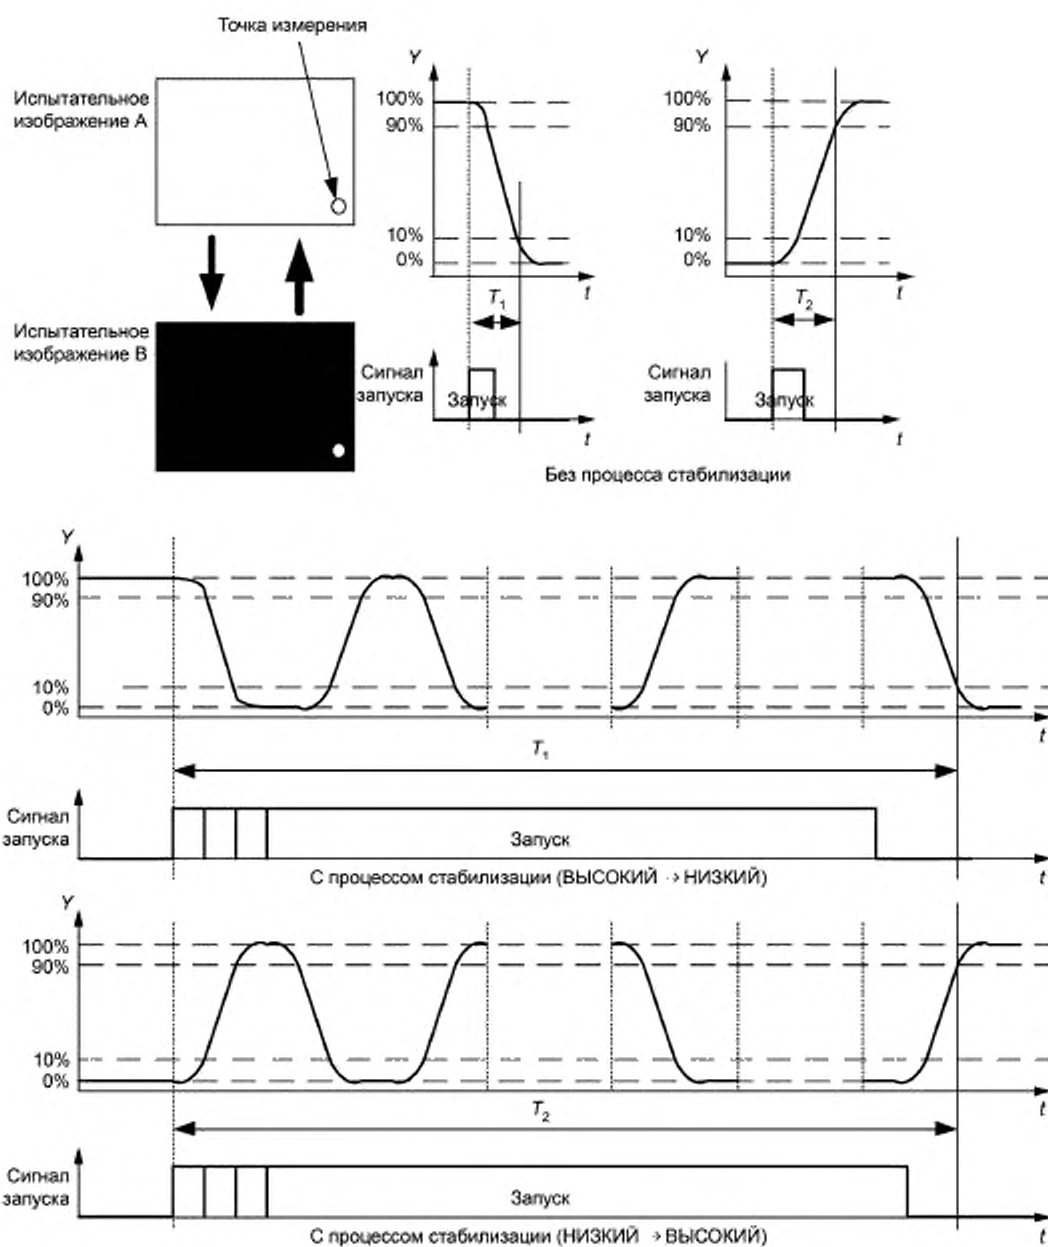 Точка измерения
Испытательное
изображение А
Испытательное
изображение В
Y
100%
90%
10%
0%
t
T1
Сигнал
запуска
Запуск
t
Y
100%
90%
10%
0%
t
T2
Сигнал
запуска
Запуск
t
Без процесса стабилизации
Y
100%
90%
10%
0%
t
T1
Сигнал
запуска
Запуск
t
С процессом стабилизации (ВЫСОКИЙ → НИЗКИЙ)
Y
100%
90%
10%
0%
t
T2
Сигнал
запуска
Запуск
t
С процессом стабилизации (НИЗКИЙ → ВЫСОКИЙ)